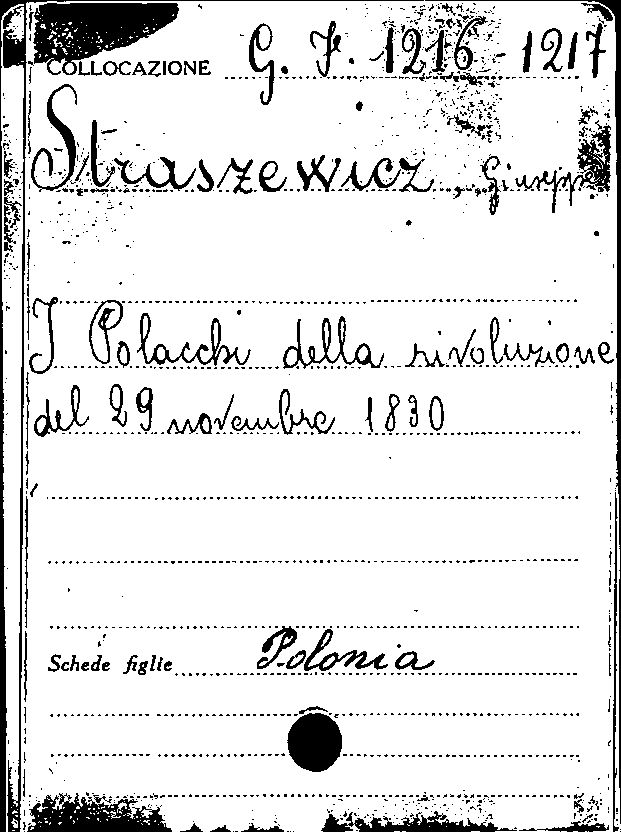 COLLOCAZIONE G. F. 1216 - 1217
Straszewicz, Giuseppe
I Polacchi della rivoluzione
del 29 novembre 1830
Schede figlie Polonia